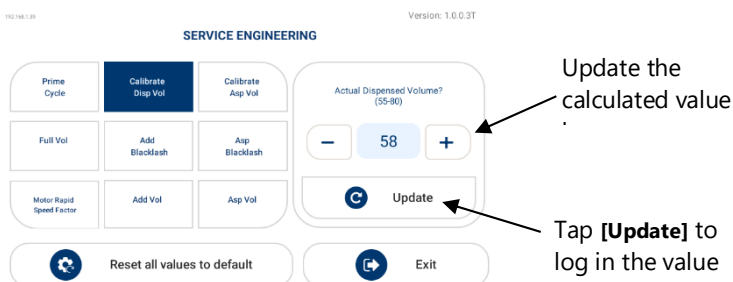 192.168.1.39
Version: 1.0.0.3T
SERVICE ENGINEERING
Prime
Cycle
Calibrate
Disp Vol
Calibrate
Asp Vol
Full Vol
Add
Blacklash
Asp
Blacklash
Motor Rapid
Speed Factor
Add Vol
Asp Vol
Actual Dispensed Volume?
(55-80)
− 58 +
Update
Reset all values to default
Exit
Update the
calculated value
Tap [Update] to
log in the value